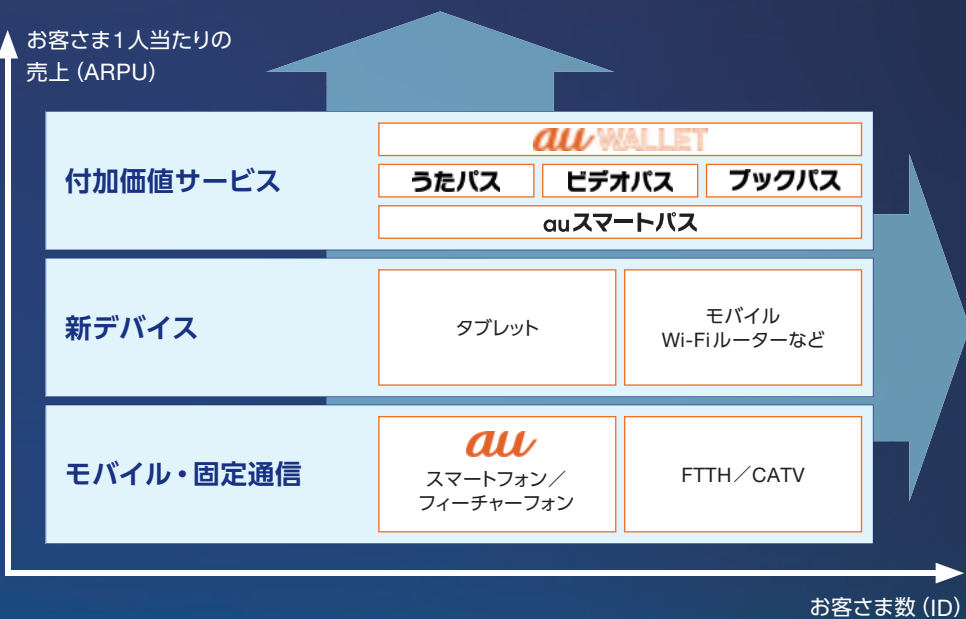 お客さま1人当たりの
売上（ARPU）
付加価値サービス
au WALLET
うたパス
ビデオパス
ブックパス
auスマートパス
新デバイス
タブレット
モバイル
Wi-Fiルーターなど
モバイル・固定通信
au
スマートフォン／
フィーチャーフォン
FTTH／CATV
お客さま数（ID）